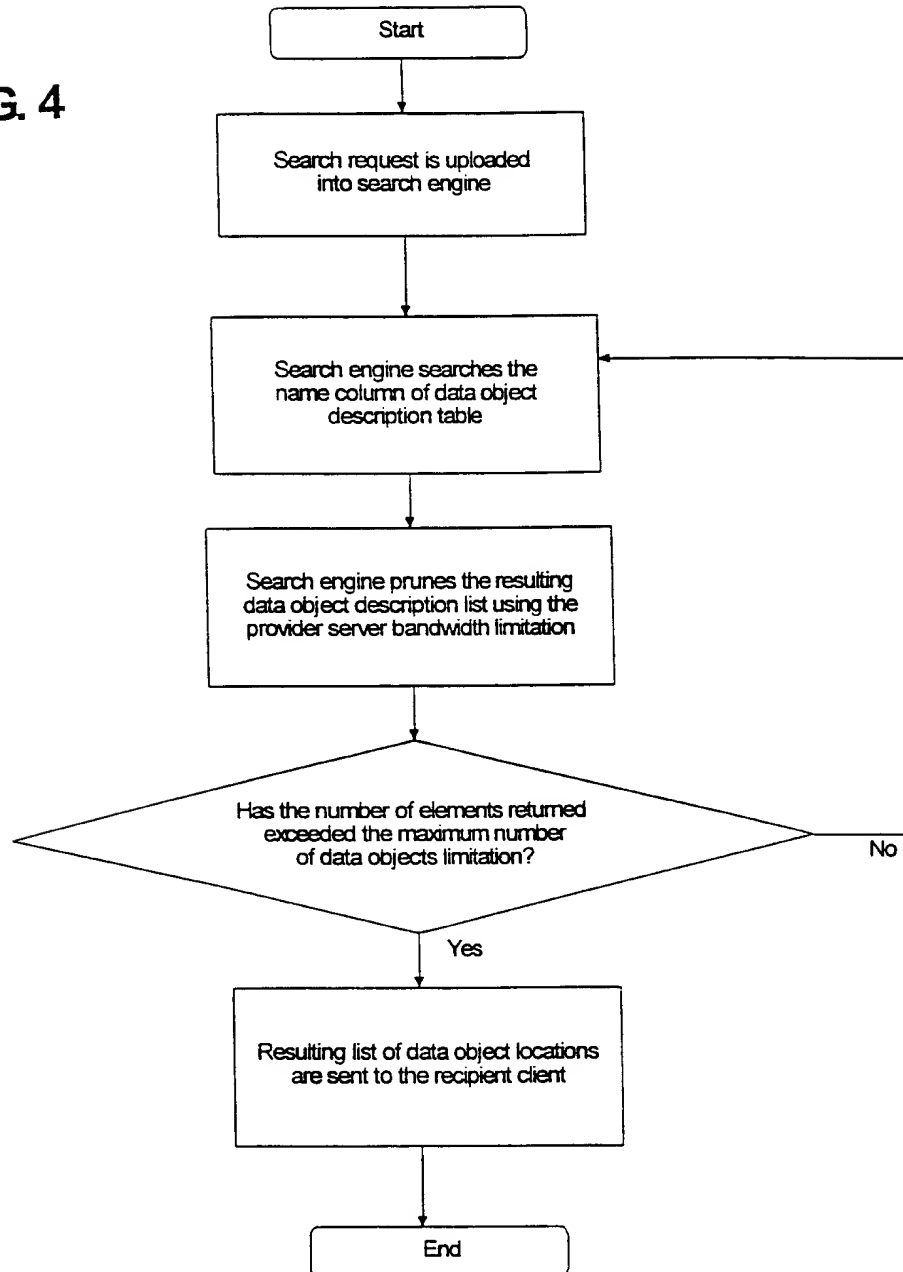 Start
G. 4
Search request is uploaded
into search engine
Search engine searches the
name column of data object
description table
Search engine prunes the resulting
data object description list using the
provider server bandwidth limitation
Has the number of elements returned
exceeded the maximum number
of data objects limitation?
No
Yes
Resulting list of data object locations
are sent to the recipient client
End